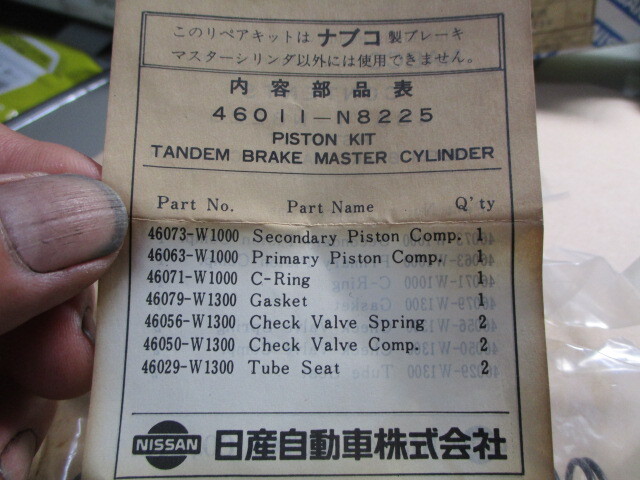 このリペアキットは ナブコ 製ブレーキ
マスターシリンダ以外には使用できません。
内容部品表
46011-N8225
PISTON KIT
TANDEM BRAKE MASTER CYLINDER
Part No. Part Name Q'ty
46073-W1000 Secondary Piston Comp. 1
46063-W1000 Primary Piston Comp. 1
46071-W1000 C-Ring 1
46079-W1300 Gasket 1
46056-W1300 Check Valve Spring 2
46050-W1300 Check Valve Comp. 2
46029-W1300 Tube Seat 2
NISSAN 日産自動車株式会社